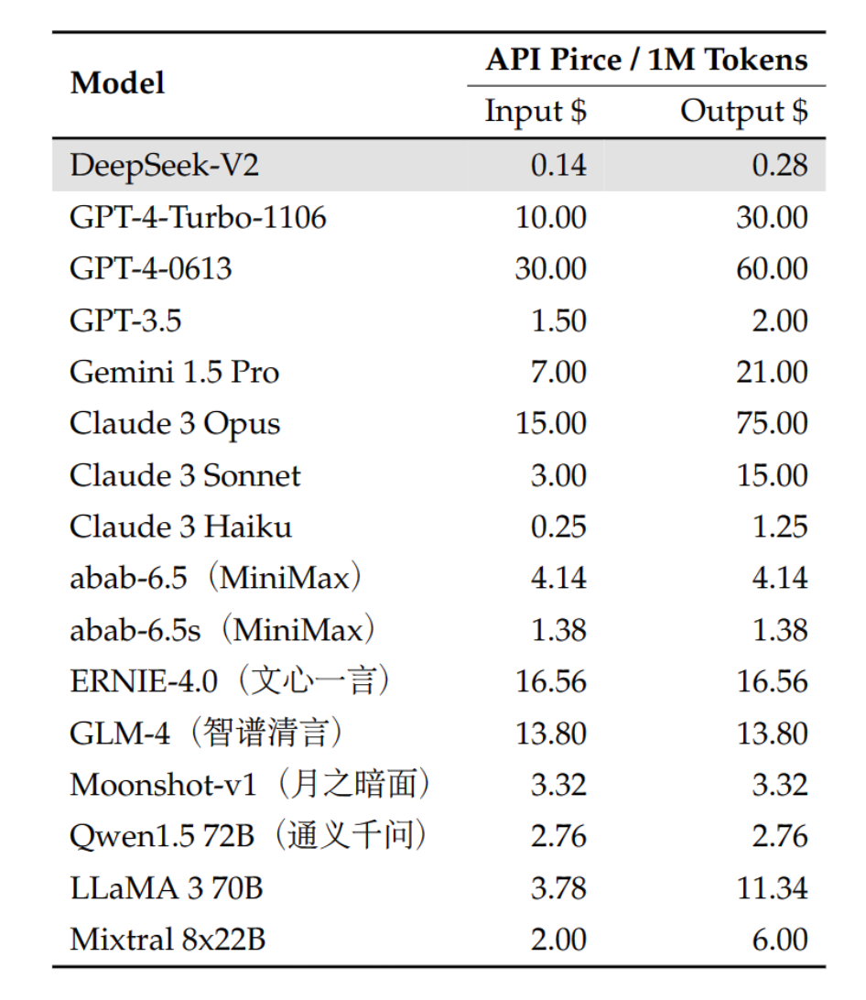 Model API Pirce / 1M Tokens
Input $ Output $
DeepSeek-V2 0.14 0.28
GPT-4-Turbo-1106 10.00 30.00
GPT-4-0613 30.00 60.00
GPT-3.5 1.50 2.00
Gemini 1.5 Pro 7.00 21.00
Claude 3 Opus 15.00 75.00
Claude 3 Sonnet 3.00 15.00
Claude 3 Haiku 0.25 1.25
abab-6.5（MiniMax） 4.14 4.14
abab-6.5s（MiniMax） 1.38 1.38
ERNIE-4.0（文心一言） 16.56 16.56
GLM-4（智谱清言） 13.80 13.80
Moonshot-v1（月之暗面） 3.32 3.32
Qwen1.5 72B（通义千问） 2.76 2.76
LLaMA 3 70B 3.78 11.34
Mixtral 8x22B 2.00 6.00